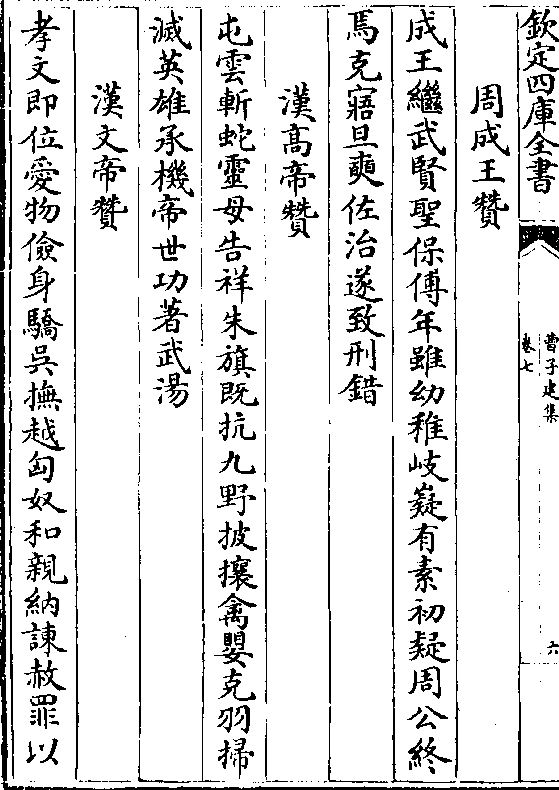 欽定四庫全書
曹子建集
卷七
六
周成王贊
成王繼武賢聖保傅年雖幼稚岐嶷有素初疑周公終
焉克寤旦奭佐治遂致刑錯
漢高帝贊
屯雲斬蛇靈母告祥朱旗既抗九野披攘禽嬰克羽掃
滅英雄承機帝世功著武湯
漢文帝贊
孝文即位愛物儉身驕吳撫越匈奴和親納諫赦罪以